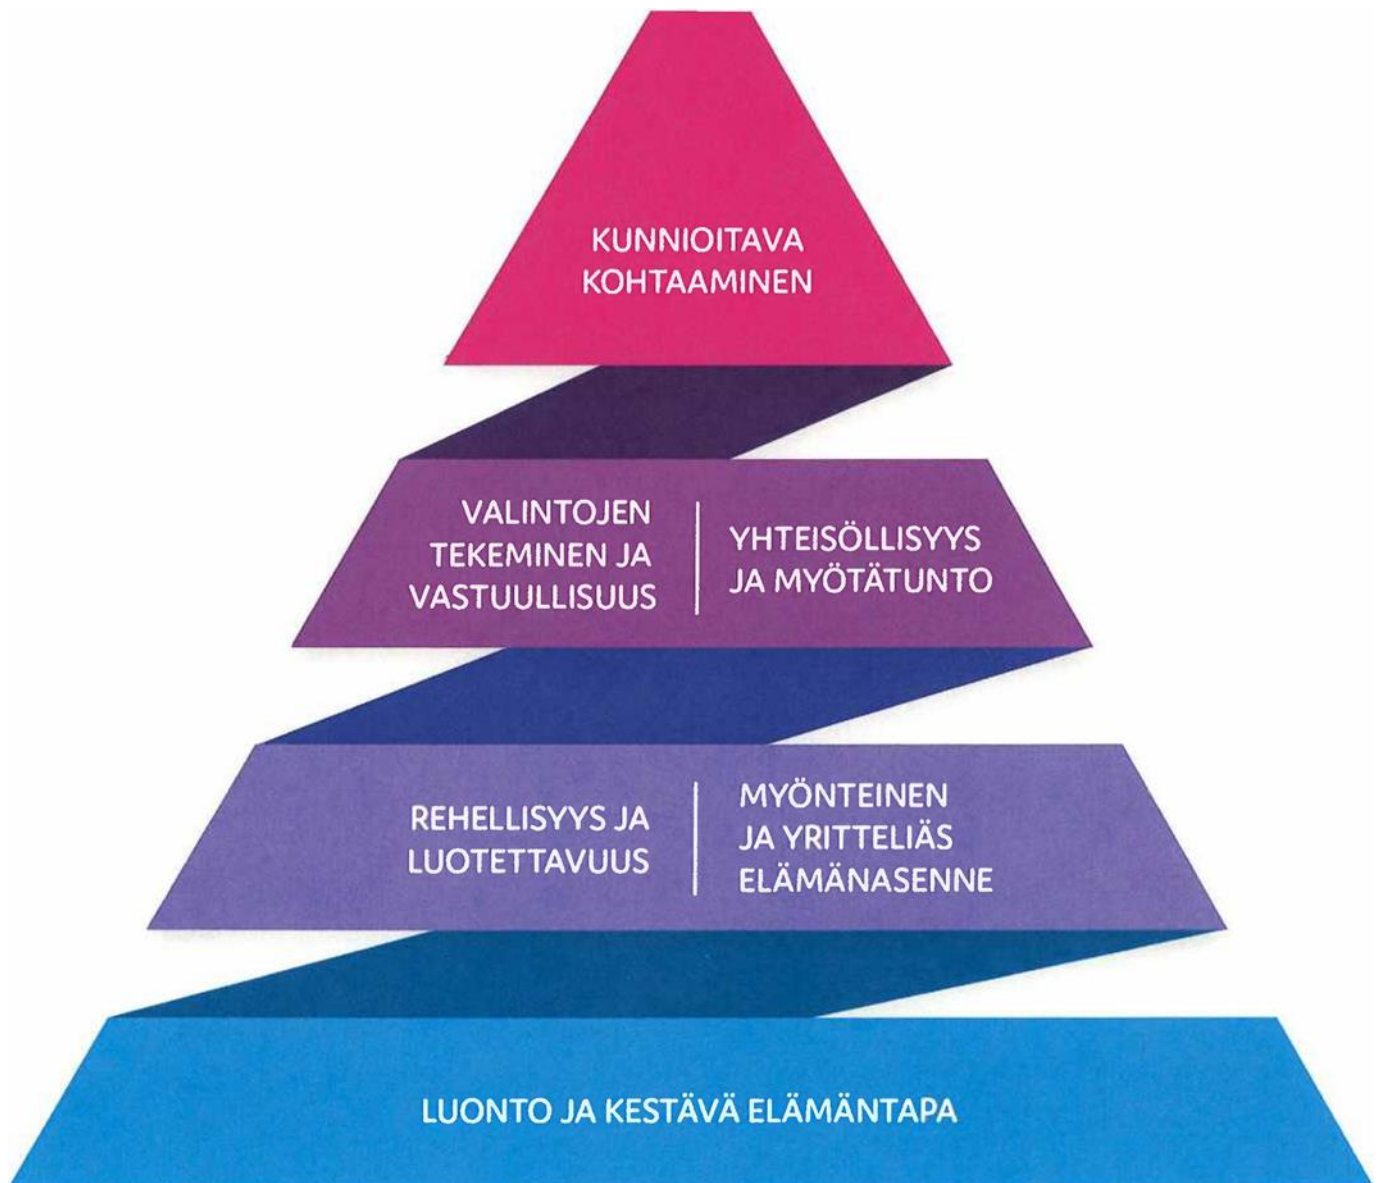 KUNNIOITAVA
KOHTAAMINEN
VALINTOJEN
TEKEMINEN JA
VASTUULLISUUS
YHTEISÖLLISYYS
JA MYÖTÄTUNTO
REHELLISYYS JA
LUOTETTAVUUS
MYÖNTEINEN
JA YRITTELIÄS
ELÄMÄNASENNE
LUONTO JA KESTÄVÄ ELÄMÄNTAPA